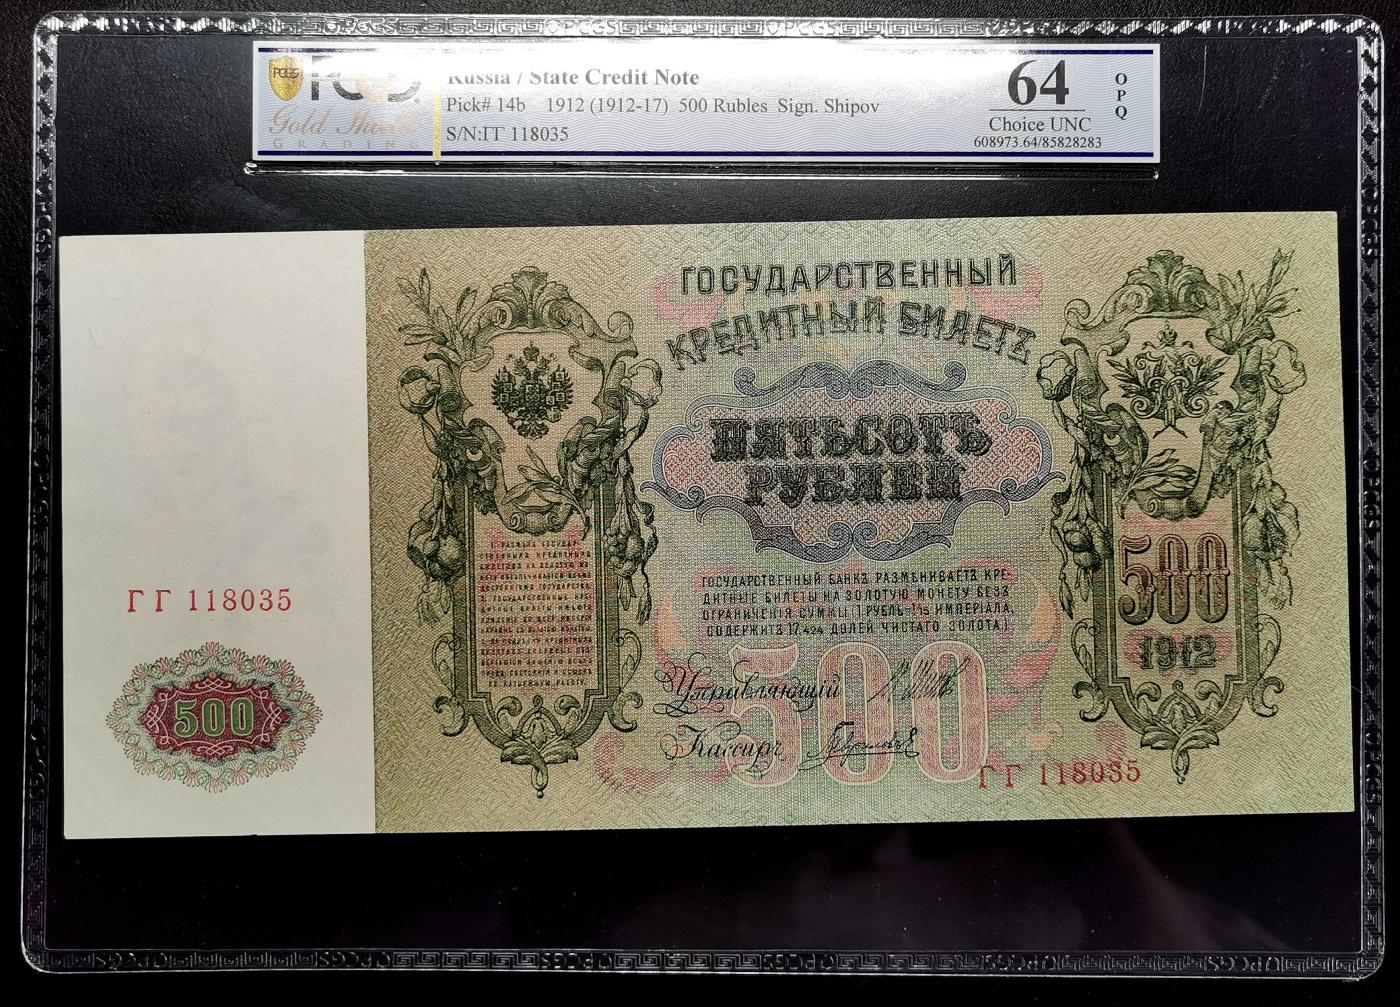 PCGS
Russia / State Credit Note
Gold Shield
GRADING
Pick# 14b 1912 (1912-17) 500 Rubles Sign. Shipov
S/N:ГГ 118035
64
OPQ
Choice UNC
608973.64/85828283
ГОСУДАРСТВЕННЫЙ
КРЕДИТНЫЙ БИЛЕТЪ
ПЯТЬСОТЪ
РУБЛЕЙ
500
1912
ГОСУДАРСТВЕННЫЙ БАНКЪ РАЗМѢНИВАЕТЪ КРЕ-
ДИТНЫЕ БИЛЕТЫ НА ЗОЛОТУЮ МОНЕТУ БЕЗЪ
ОГРАНИЧЕНІЯ СУММЫ (1 РУБЛЬ=1/15 ИМПЕРІАЛА,
СОДЕРЖИТЪ 17,424 ДОЛЕЙ ЧИСТАГО ЗОЛОТА.)
500
Управляющій
Кассиръ
ГГ 118035
ГГ 118035
500